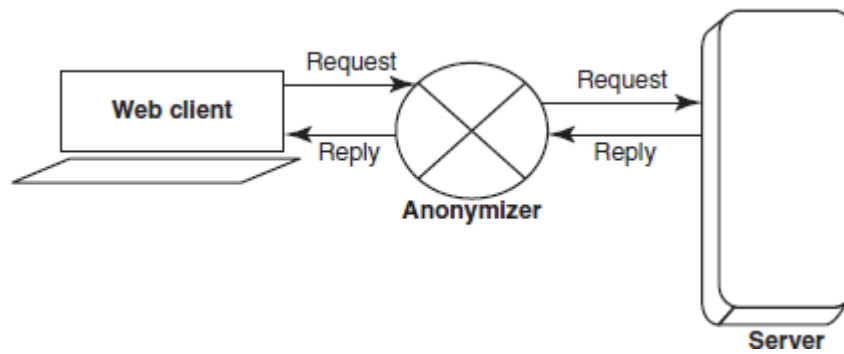 Request
Web client
Reply
Anonymizer
Request
Reply
Server